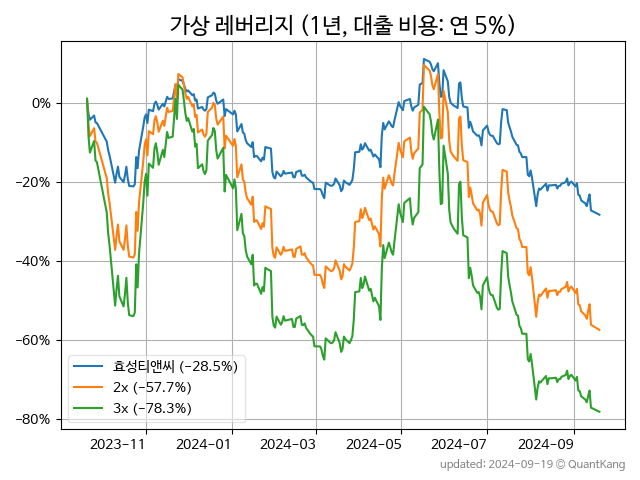 가상 레버리지 (1년, 대출 비용: 연 5%)
0%
−20%
−40%
−60%
−80%
효성티앤씨 (−28.5%)
2x (−57.7%)
3x (−78.3%)
2023−11 2024−01 2024−03 2024−05 2024−07 2024−09
updated: 2024−09−19 © QuantKang